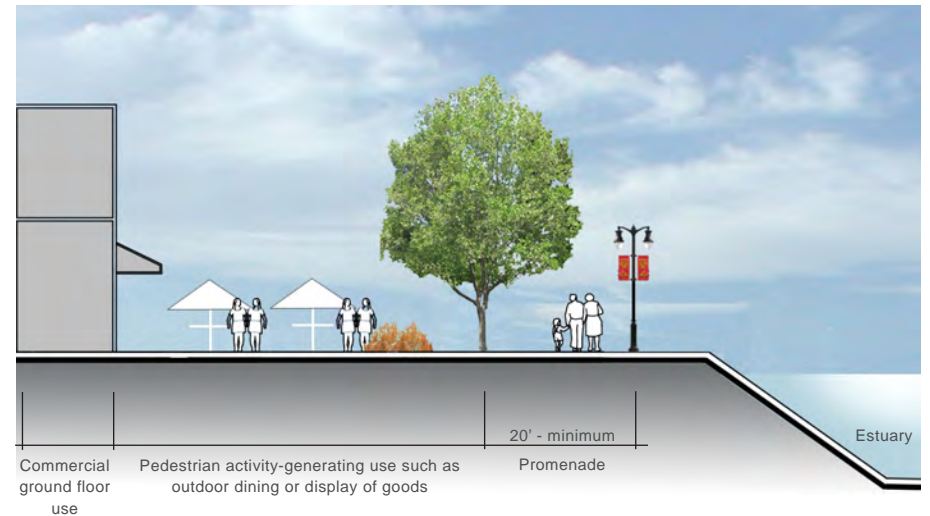 20' - minimum
Estuary
Commercial
ground floor
use
Pedestrian activity-generating use such as
outdoor dining or display of goods
Promenade